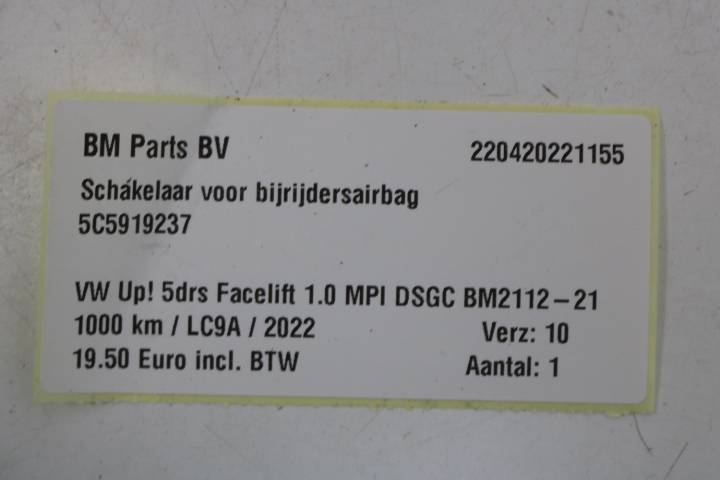 BM Parts BV 220420221155
Schakelaar voor bijrijdersairbag
5C5919237
VW Up! 5drs Facelift 1.0 MPI DSGC BM2112-21
1000 km / LC9A / 2022 Verz: 10
19.50 Euro incl. BTW Aantal: 1